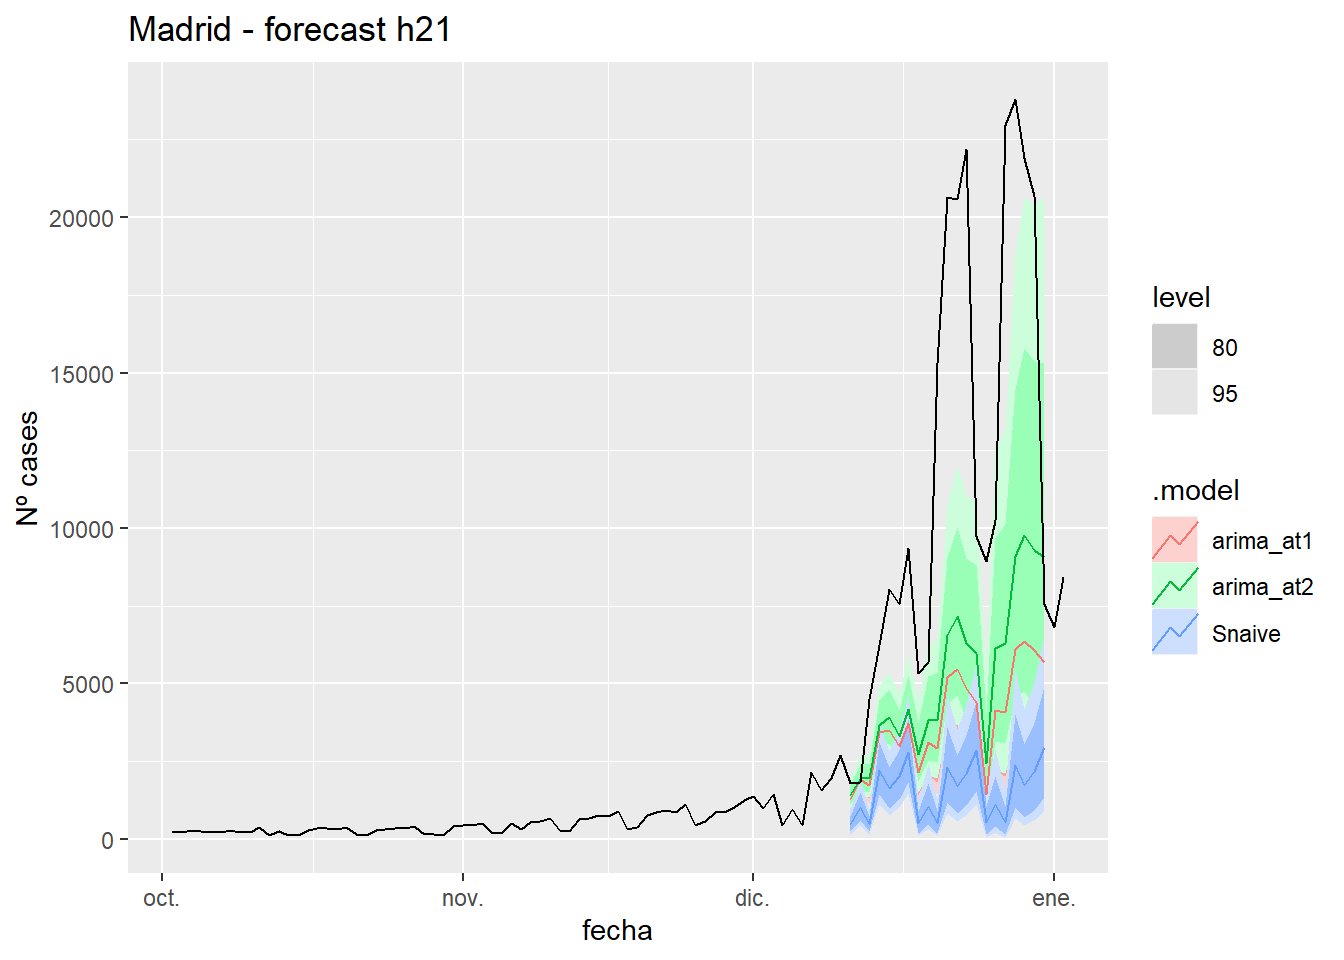 Madrid - forecast h21
Nº cases
20000
15000
10000
5000
0
oct.
nov.
dic.
ene.
fecha
level
80
95
.model
arima_at1
arima_at2
Snaive